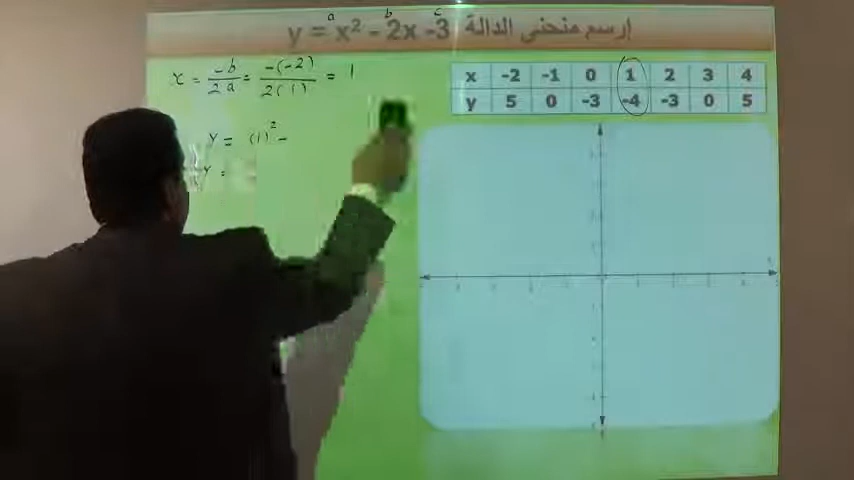 إرسم منحنى الدالة y = x² - 2x -3
a b c
x = -b/2a = -(-2)/2(1) = 1
y = (1)² -
y =
x -2 -1 0 1 2 3 4
y 5 0 -3 -4 -3 0 5